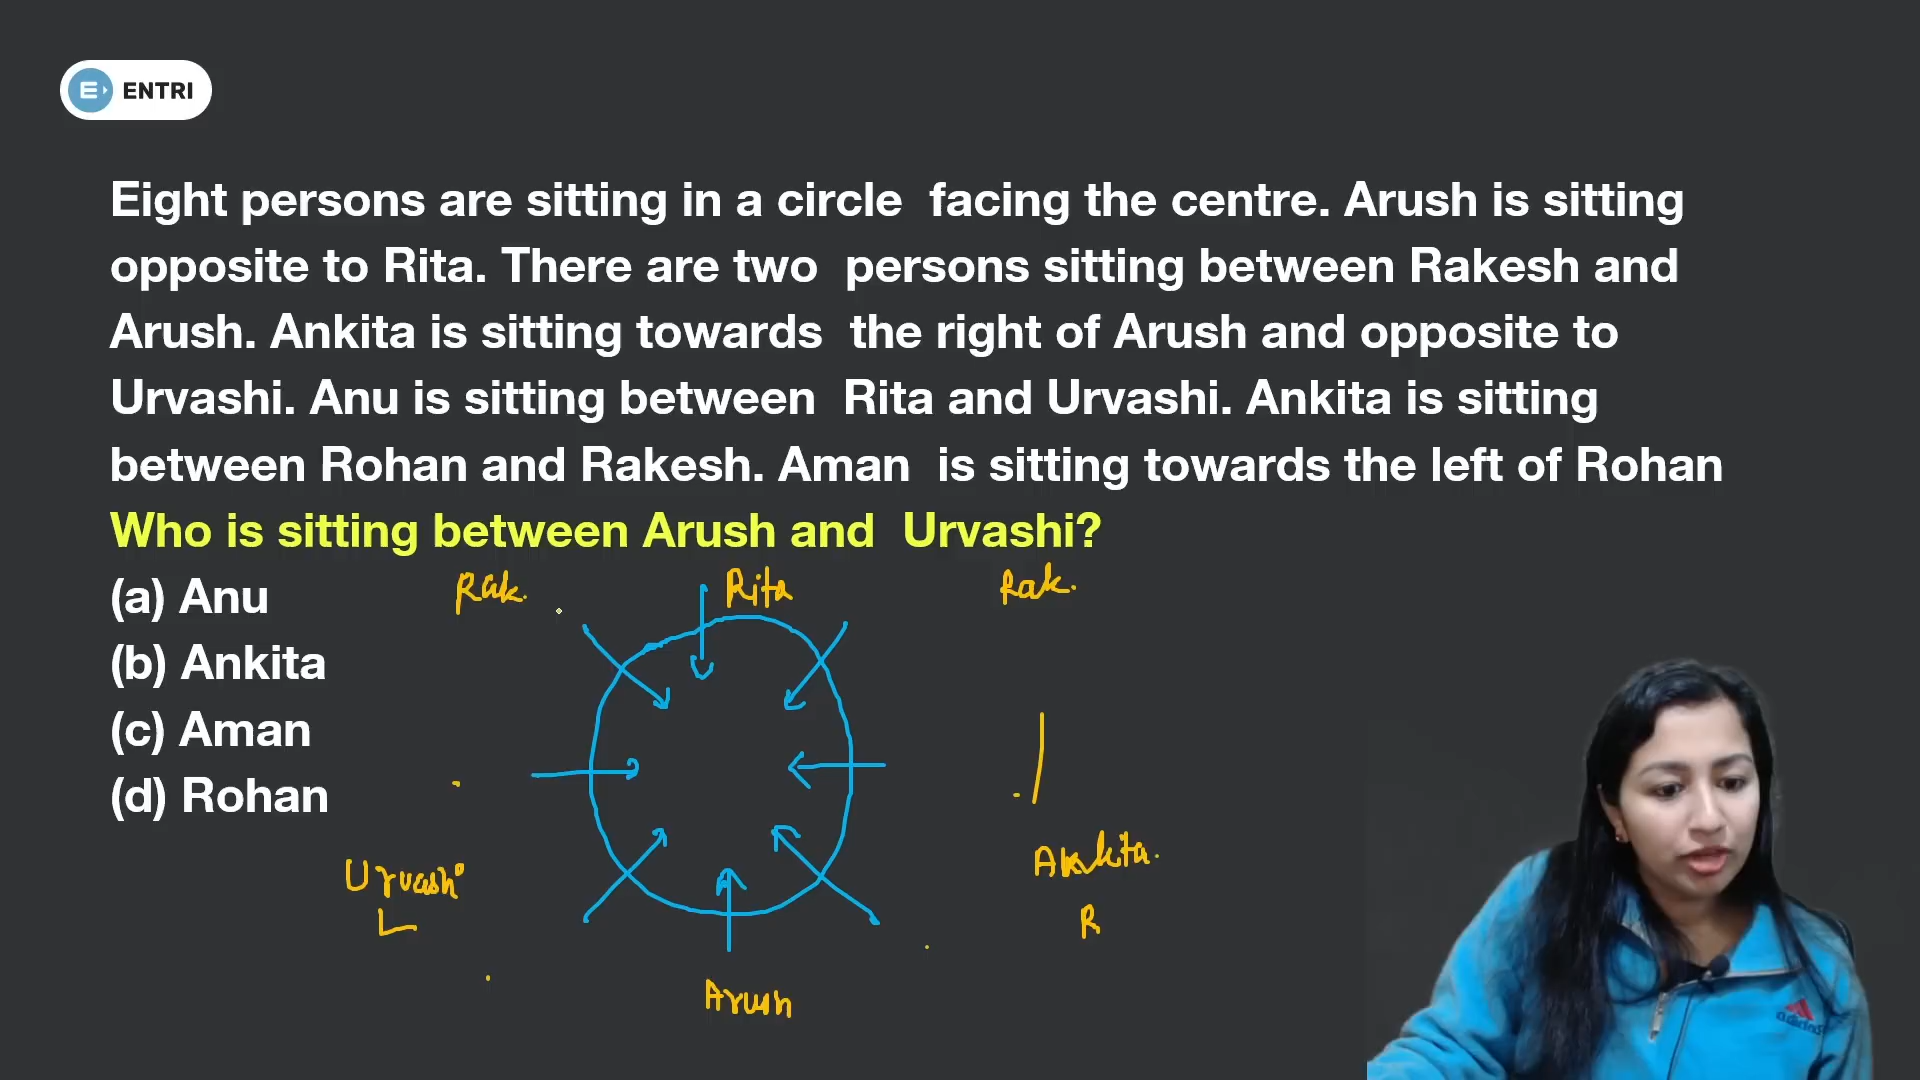 ENTRI
Eight persons are sitting in a circle facing the centre. Arush is sitting
opposite to Rita. There are two persons sitting between Rakesh and
Arush. Ankita is sitting towards the right of Arush and opposite to
Urvashi. Anu is sitting between Rita and Urvashi. Ankita is sitting
between Rohan and Rakesh. Aman is sitting towards the left of Rohan
Who is sitting between Arush and Urvashi?
(a) Anu
Rak. Rita Rak.
(b) Ankita
(c) Aman
(d) Rohan
Urvashi Ankita.
L R
Arush
adidas